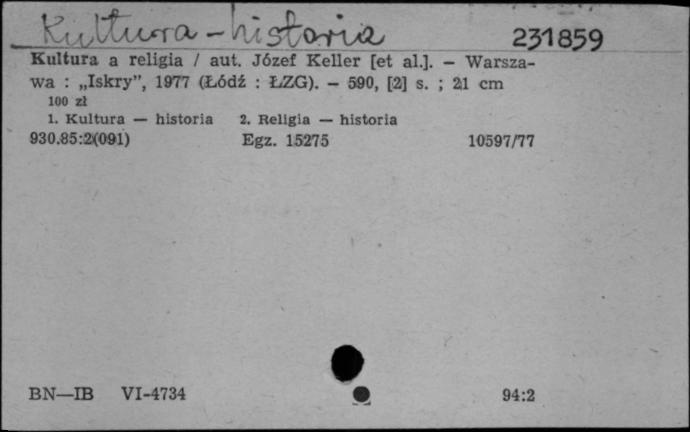 Kultura - historia 231859
Kultura a religia / aut. Józef Keller [et al.]. — Warsza-
wa : „Iskry”, 1977 (Łódź : ŁZG). — 590, [2] s. ; 21 cm
100 zł
1. Kultura — historia 2. Religia — historia
930.85:2(091) Egz. 15275 10597/77
BN—IB VI-4734 94:2